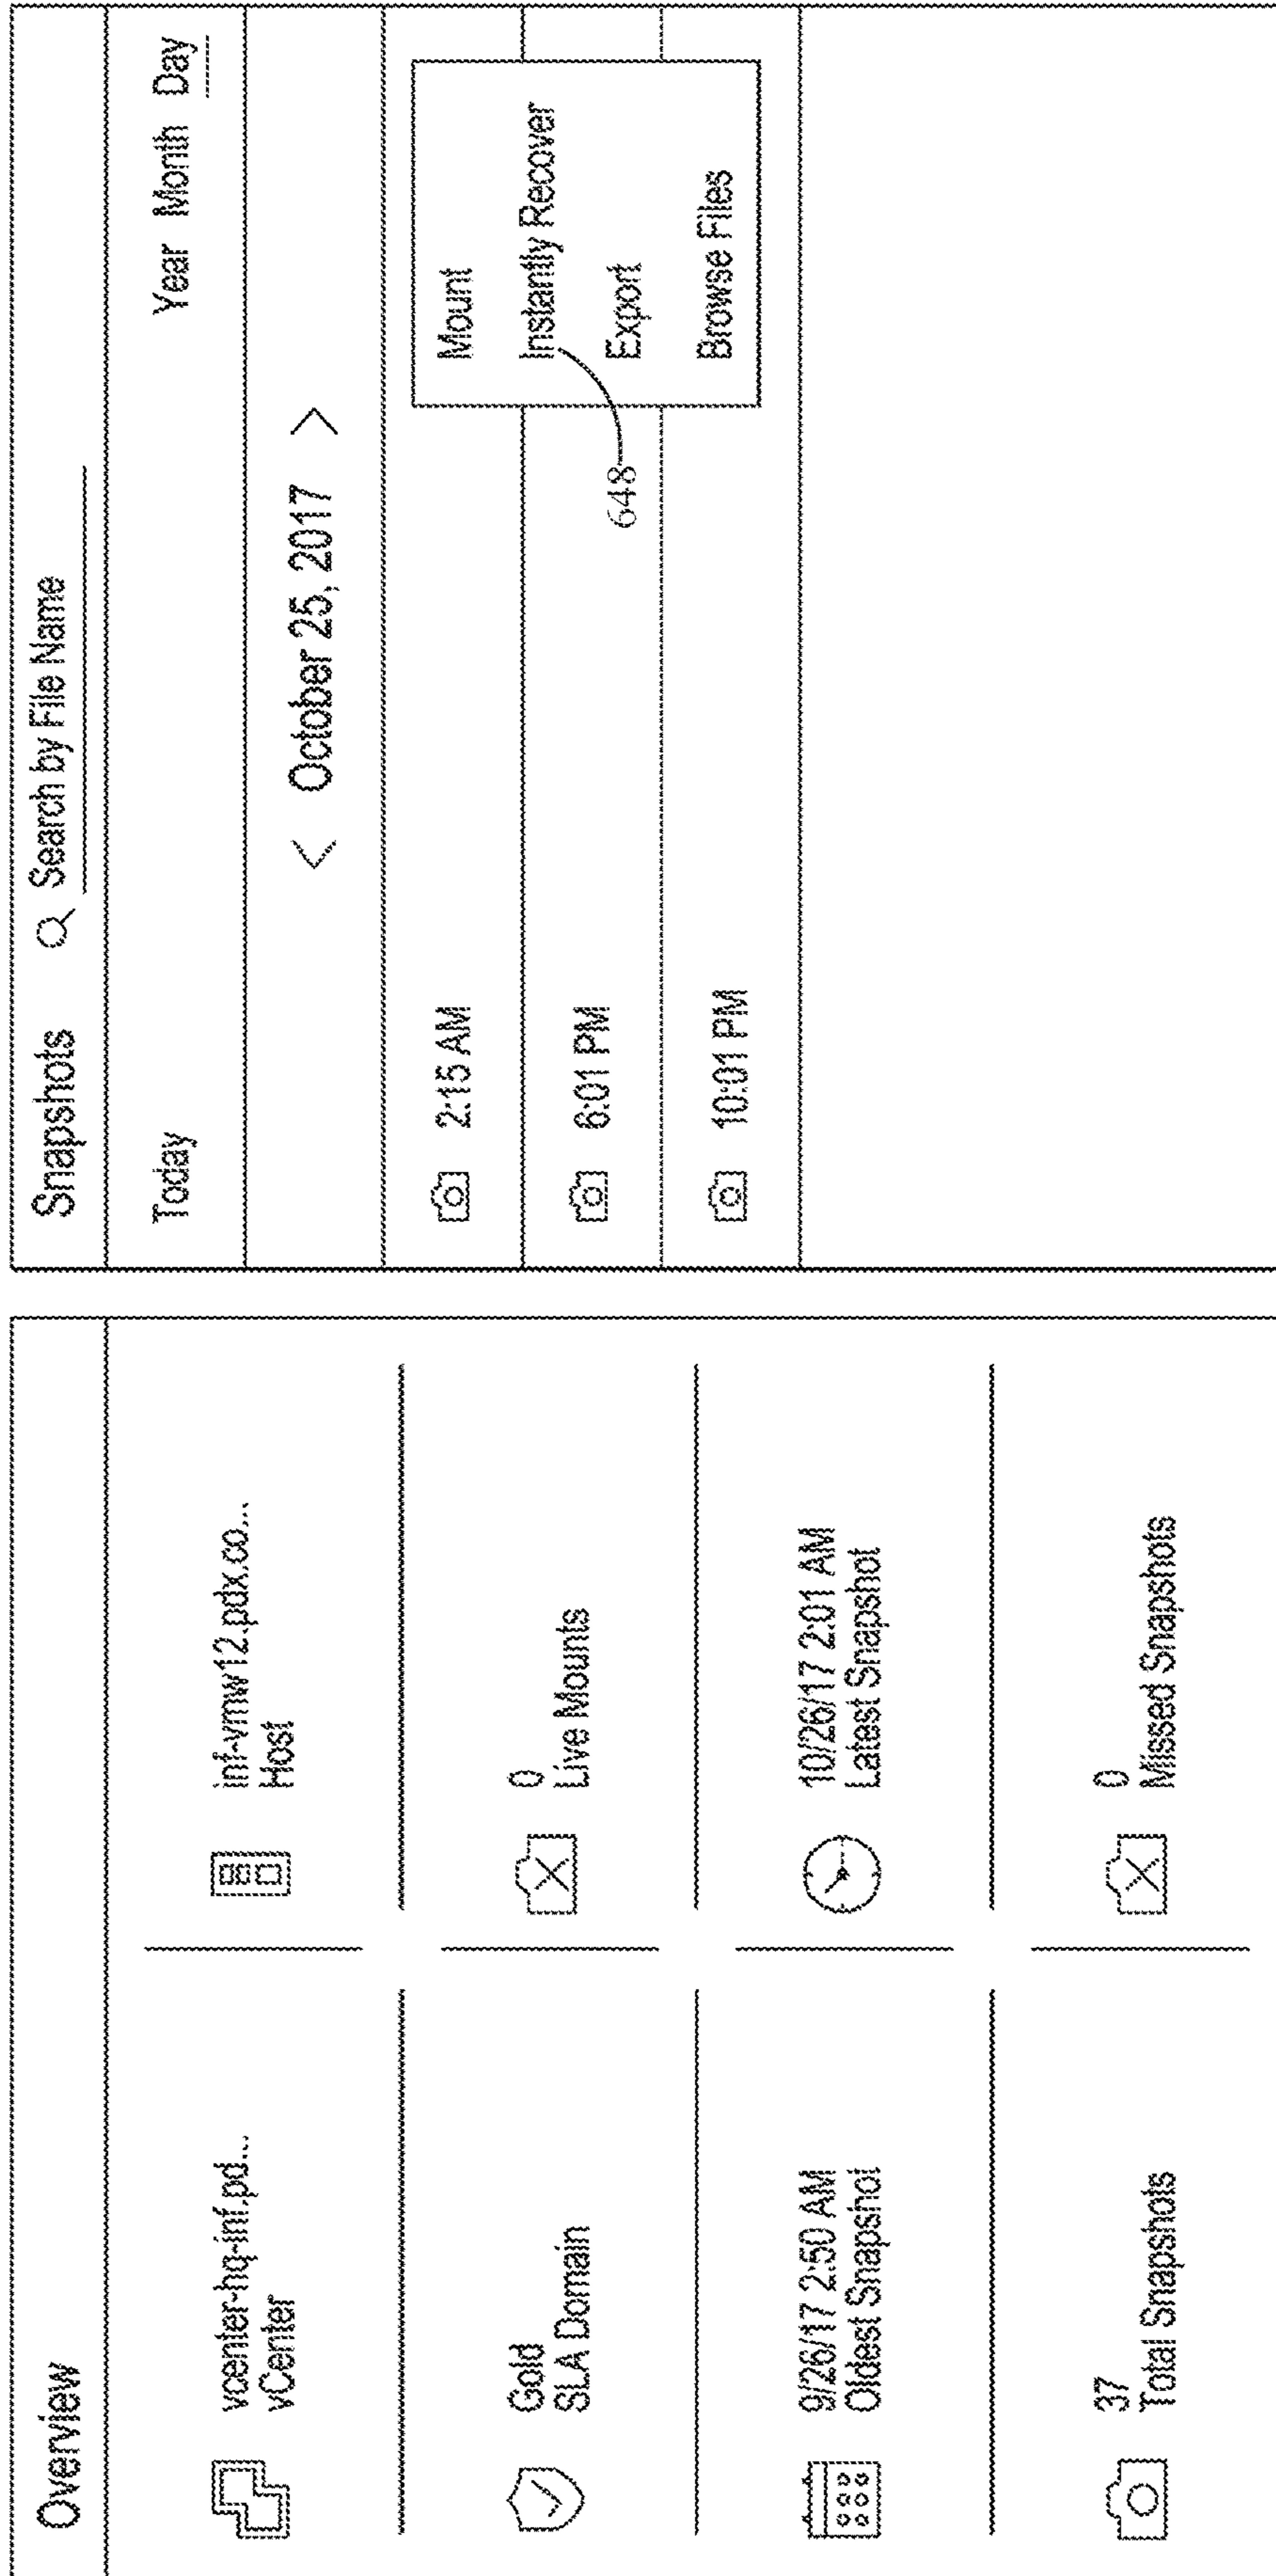 Overview
vcenter-hq-inf.pd...
vCenter
inf-vmw12.pdx.co...
Host
Gold
SLA Domain
0
Live Mounts
9/26/17 2:50 AM
Oldest Snapshot
10/26/17 2:01 AM
Latest Snapshot
37
Total Snapshots
0
Missed Snapshots
Snapshots
Search by File Name
Today
Year Month Day
< October 25, 2017 >
2:15 AM
6:01 PM
10:01 PM
Mount
Instantly Recover
Export
Browse Files
648